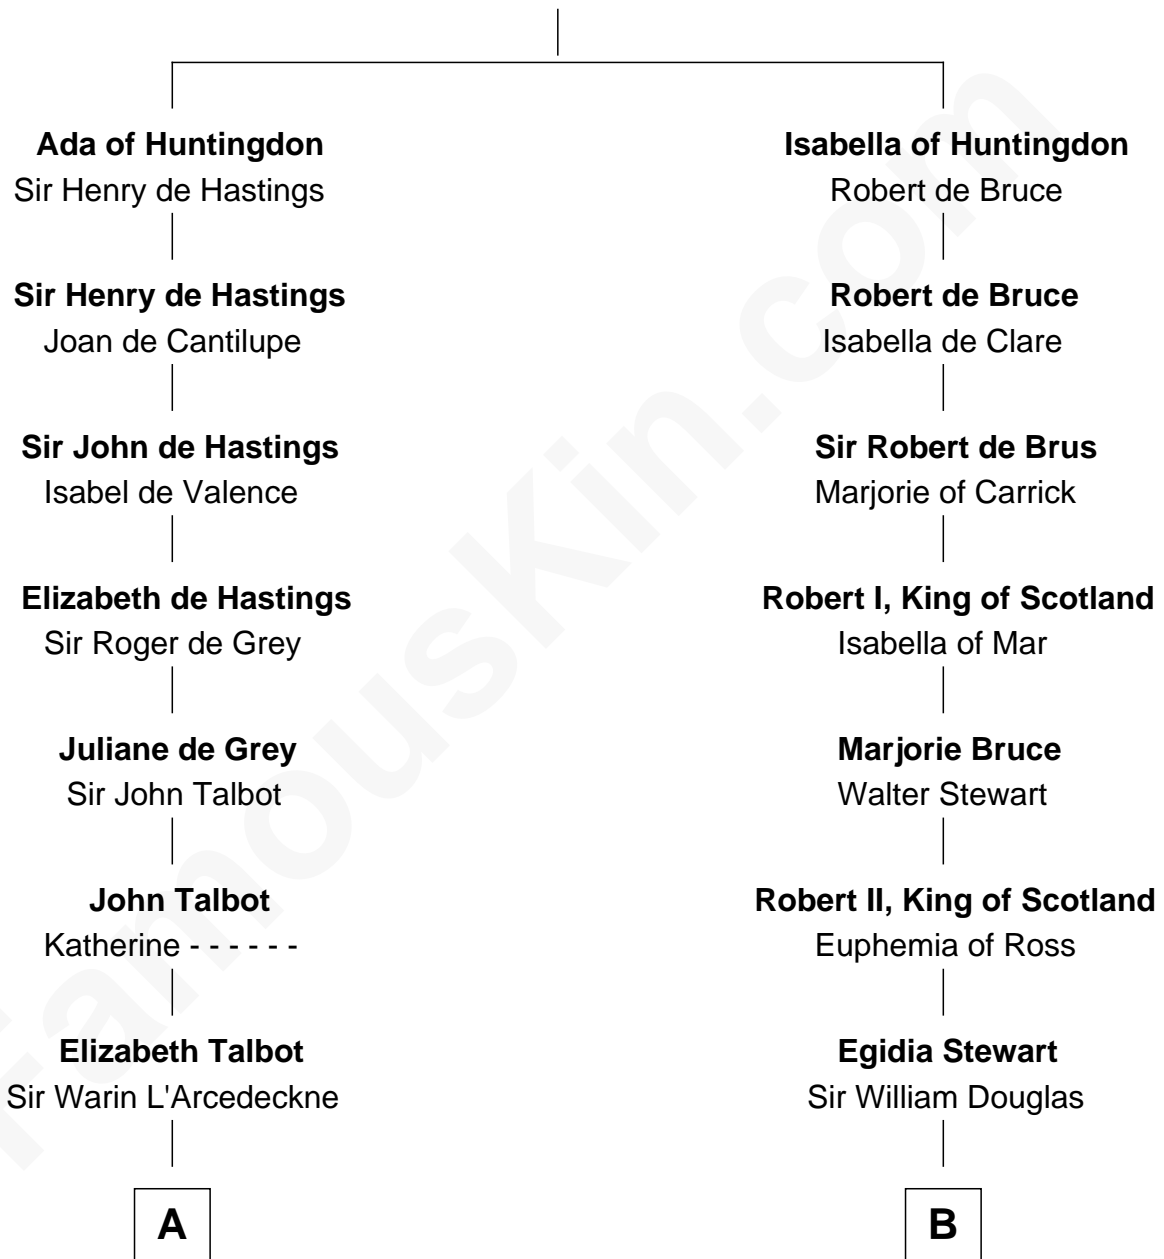 Ada of Huntingdon
Sir Henry de Hastings
Sir Henry de Hastings
Joan de Cantilupe
Sir John de Hastings
Isabel de Valence
Elizabeth de Hastings
Sir Roger de Grey
Juliane de Grey
Sir John Talbot
John Talbot
Katherine - - - - - -
Elizabeth Talbot
Sir Warin L'Arcedeckne
A
Isabella of Huntingdon
Robert de Bruce
Robert de Bruce
Isabella de Clare
Sir Robert de Brus
Marjorie of Carrick
Robert I, King of Scotland
Isabella of Mar
Marjorie Bruce
Walter Stewart
Robert II, King of Scotland
Euphemia of Ross
Egidia Stewart
Sir William Douglas
B
FamousKin.com